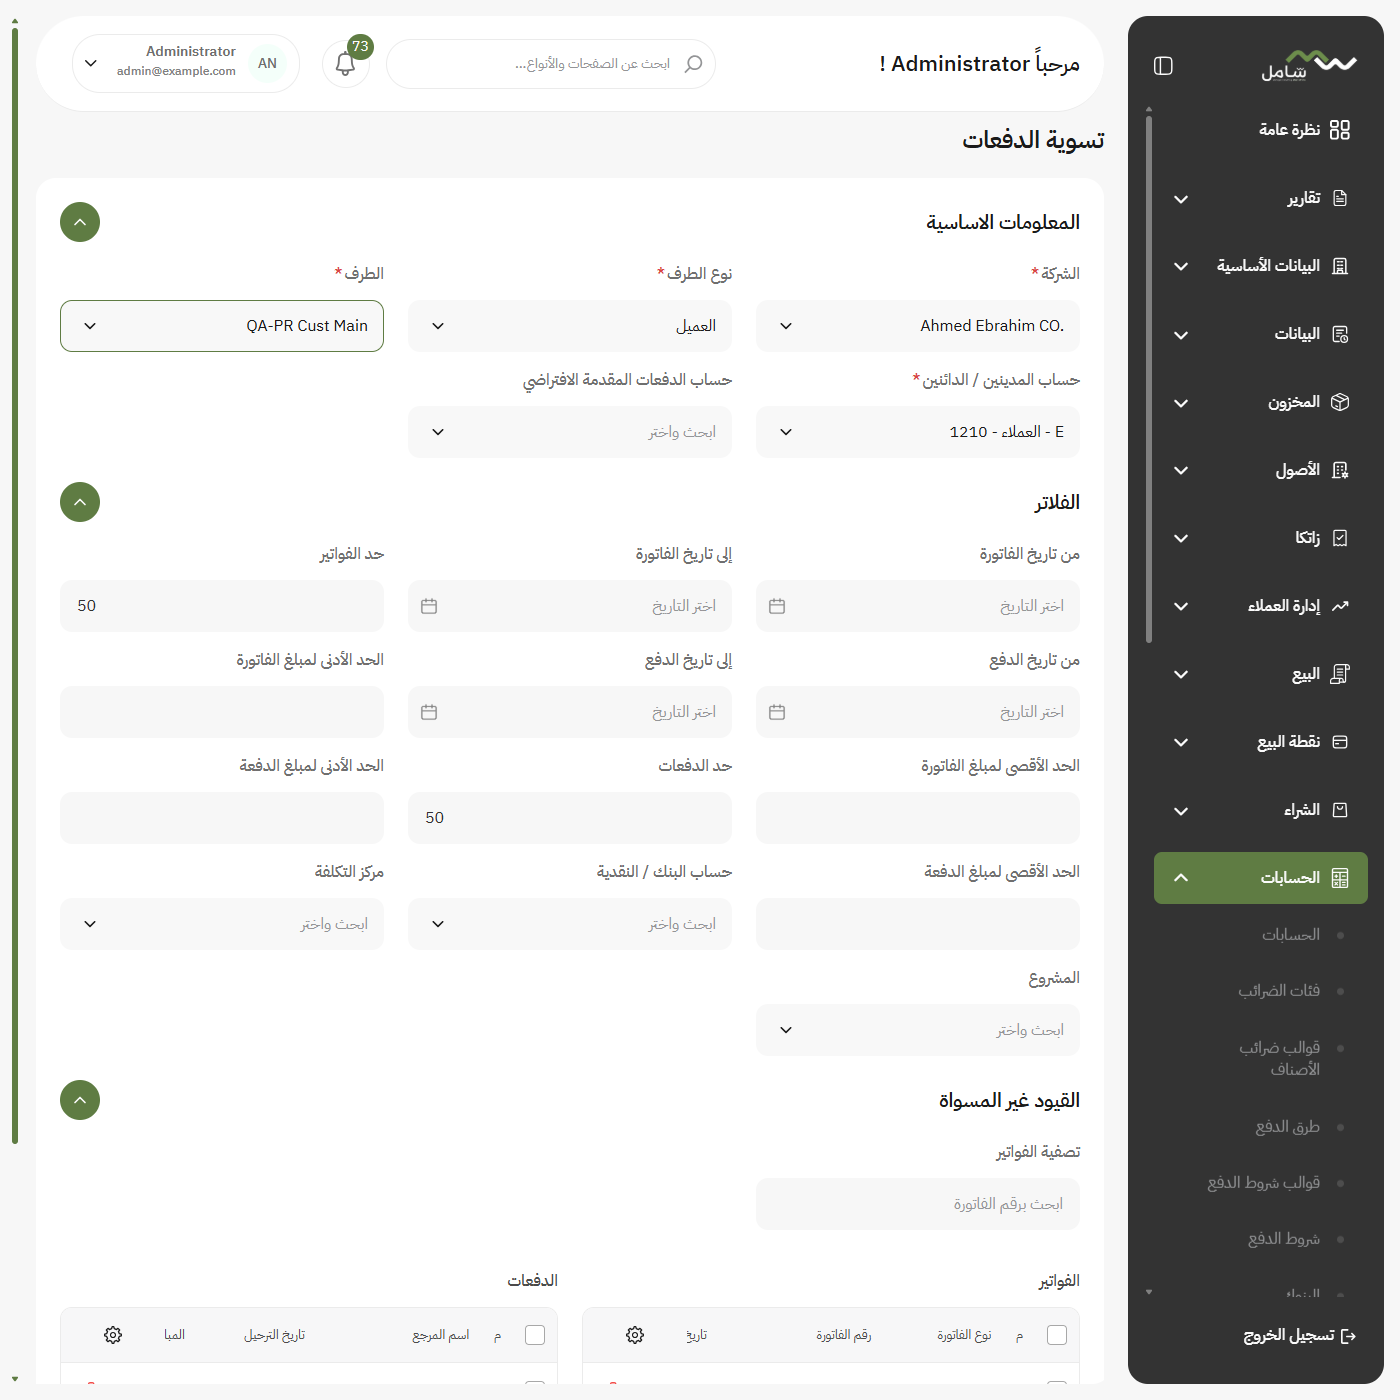 شامل
نظرة عامة
تقارير
البيانات الأساسية
البيانات
المخزون
الأصول
زاتكا
إدارة العملاء
البيع
نقطة البيع
الشراء
الحسابات
الحسابات
فئات الضرائب
قوالب ضرائب
الأصناف
طرق الدفع
قوالب شروط الدفع
شروط الدفع
البنوك
تسجيل الخروج
مرحباً Administrator !
ابحث عن الصفحات والأنواع...
73
AN
Administrator
admin@example.com
تسوية الدفعات
المعلومات الاساسية
الشركة*
نوع الطرف*
الطرف*
Ahmed Ebrahim CO.
العميل
QA-PR Cust Main
حساب المدينين / الدائنين*
حساب الدفعات المقدمة الافتراضي
1210 - العملاء - E
ابحث واختر
الفلاتر
من تاريخ الفاتورة
إلى تاريخ الفاتورة
حد الفواتير
اختر التاريخ
اختر التاريخ
50
من تاريخ الدفع
إلى تاريخ الدفع
الحد الأدنى لمبلغ الفاتورة
اختر التاريخ
اختر التاريخ
الحد الأقصى لمبلغ الفاتورة
حد الدفعات
الحد الأدنى لمبلغ الدفعة
50
الحد الأقصى لمبلغ الدفعة
حساب البنك / النقدية
مركز التكلفة
ابحث واختر
ابحث واختر
المشروع
ابحث واختر
القيود غير المسواة
تصفية الفواتير
ابحث برقم الفاتورة
الفواتير
م
نوع الفاتورة
رقم الفاتورة
تاريخ
الدفعات
م
اسم المرجع
تاريخ الترحيل
المبا